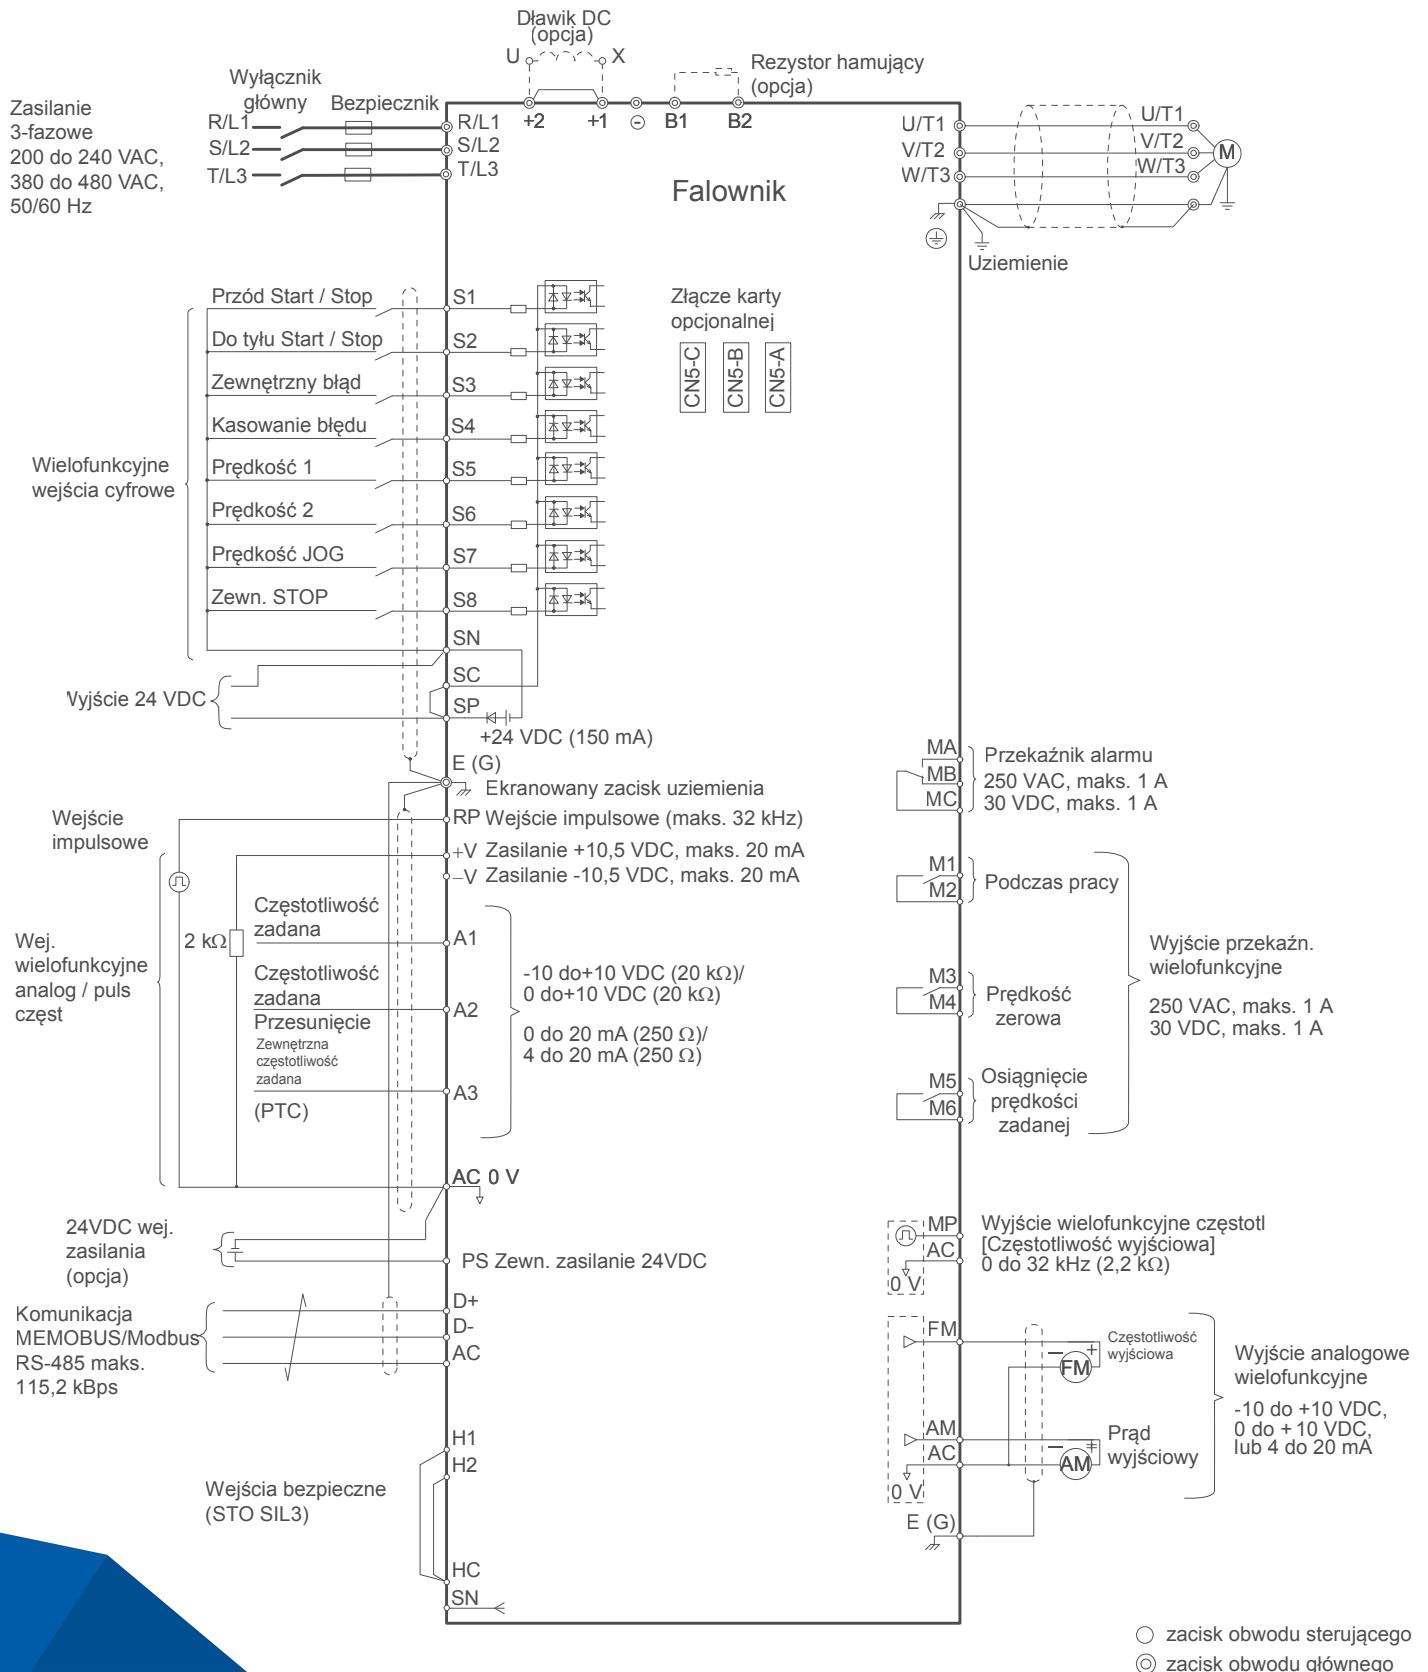 Dławik DC
(opcja)
U
X
Rezystor hamujący
(opcja)
Wyłącznik
główny
Bezpiecznik
Zasilanie
3-fazowe
200 do 240 VAC,
380 do 480 VAC,
50/60 Hz
R/L1
S/L2
T/L3
R/L1
S/L2
T/L3
+2
+1
⊖
B1
B2
Falownik
U/T1
V/T2
W/T3
U/T1
V/T2
W/T3
M
Uziemienie
Przód Start / Stop
S1
Do tyłu Start / Stop
S2
Zewnętrzny błąd
S3
Kasowanie błędu
S4
Prędkość 1
S5
Prędkość 2
S6
Prędkość JOG
S7
Zewn. STOP
S8
Wielofunkcyjne
wejścia cyfrowe
Złącze karty
opcjonalnej
CN5-C
CN5-B
CN5-A
SN
SC
SP
Wyjście 24 VDC
+24 VDC (150 mA)
E (G)
Ekranowany zacisk uziemienia
Wejście
impulsowe
RP Wejście impulsowe (maks. 32 kHz)
+V Zasilanie +10,5 VDC, maks. 20 mA
–V Zasilanie -10,5 VDC, maks. 20 mA
Wej.
wielofunkcyjne
analog / puls
częst
2 kΩ
Częstotliwość
zadana
A1
Częstotliwość
zadana
A2
Przesunięcie
Zewnętrzna
częstotliwość
zadana
A3
(PTC)
-10 do+10 VDC (20 kΩ)/
0 do+10 VDC (20 kΩ)
0 do 20 mA (250 Ω)/
4 do 20 mA (250 Ω)
AC 0 V
24VDC wej.
zasilania
(opcja)
PS Zewn. zasilanie 24VDC
Komunikacja
MEMOBUS/Modbus
RS-485 maks.
115,2 kBps
D+
D-
AC
H1
H2
Wejścia bezpieczne
(STO SIL3)
HC
SN
MA
MB
MC
Przekaźnik alarmu
250 VAC, maks. 1 A
30 VDC, maks. 1 A
M1
M2
Podczas pracy
M3
M4
Prędkość
zerowa
M5
M6
Osiągnięcie
prędkości
zadanej
Wyjście przekaźn.
wielofunkcyjne
250 VAC, maks. 1 A
30 VDC, maks. 1 A
MP
AC
0 V
Wyjście wielofunkcyjne częstotl
[Częstotliwość wyjściowa]
0 do 32 kHz (2,2 kΩ)
FM
Częstotliwość
wyjściowa
– +
FM
AM
AC
0 V
Prąd
wyjściowy
– +
AM
E (G)
Wyjście analogowe
wielofunkcyjne
-10 do +10 VDC,
0 do +10 VDC,
lub 4 do 20 mA
zacisk obwodu sterującego
zacisk obwodu głównego